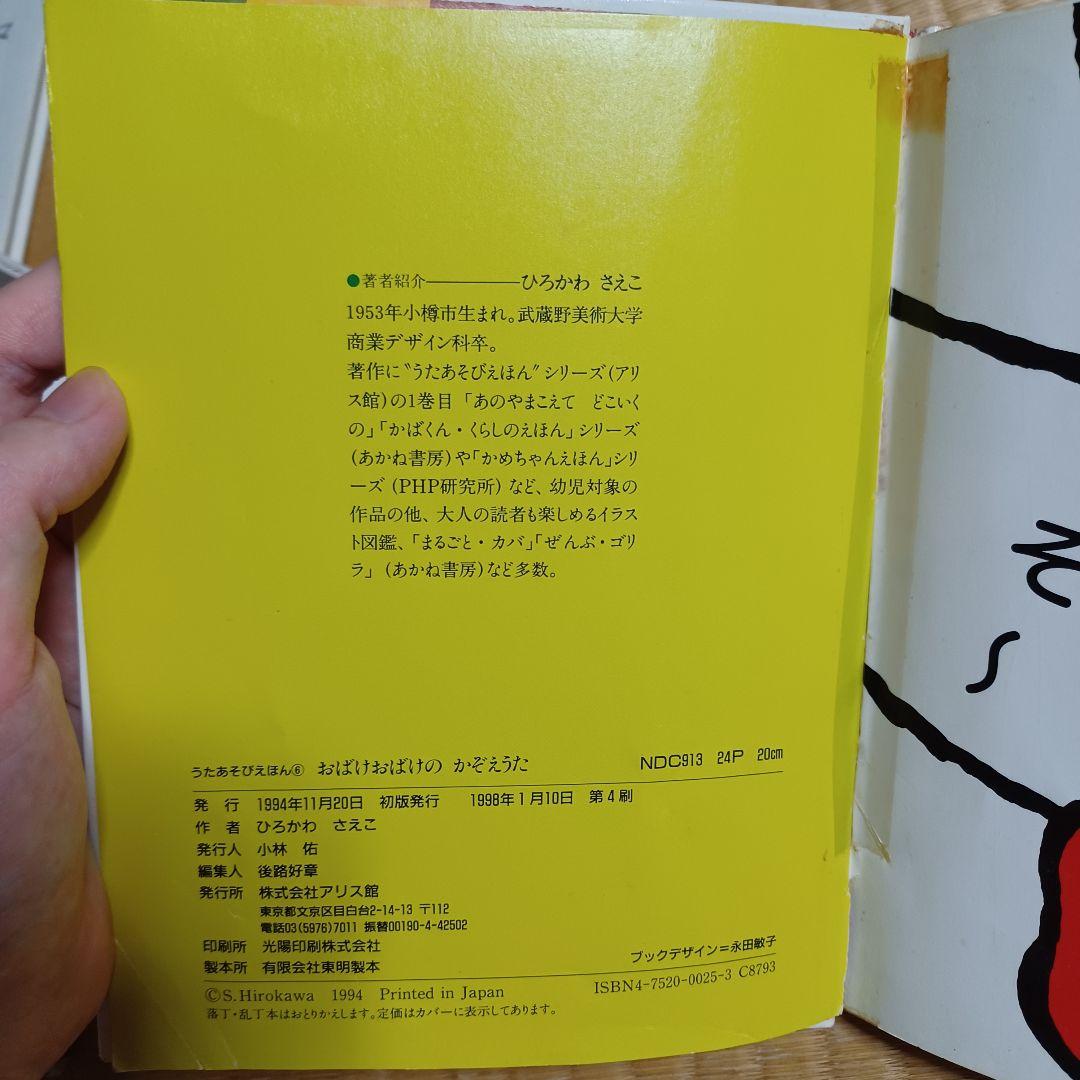 ●著者紹介――――ひろかわ さえこ
1953年小樽市生まれ。武蔵野美術大学
商業デザイン科卒。
著作に〝うたあそびえほん〟シリーズ(アリ
ス館)の1巻目「あのやまこえて どこいく
の」「かばくん・くらしのえほん」シリーズ
(あかね書房)や「かめちゃんえほん」シリ
ーズ(PHP研究所)など、幼児対象の
作品の他、大人の読者も楽しめるイラス
ト図鑑、「まるごと・カバ」「ぜんぶ・ゴリ
ラ」(あかね書房)など多数。
うたあそびえほん⑥ おばけおばけの かぞえうた NDC913 24P 20cm
発行 1994年11月20日 初版発行 1998年1月10日 第4刷
作者 ひろかわ さえこ
発行人 小林 佑
編集人 後路好章
発行所 株式会社アリス館
東京都文京区目白台2-14-13 〒112
電話03(5976)7011 振替00190-4-42502
印刷所 光陽印刷株式会社
製本所 有限会社東明製本
ブックデザイン=永田敏子
©S.Hirokawa 1994 Printed in Japan ISBN4-7520-0025-3 C8793
落丁・乱丁本はおとりかえします。定価はカバーに表示してあります。